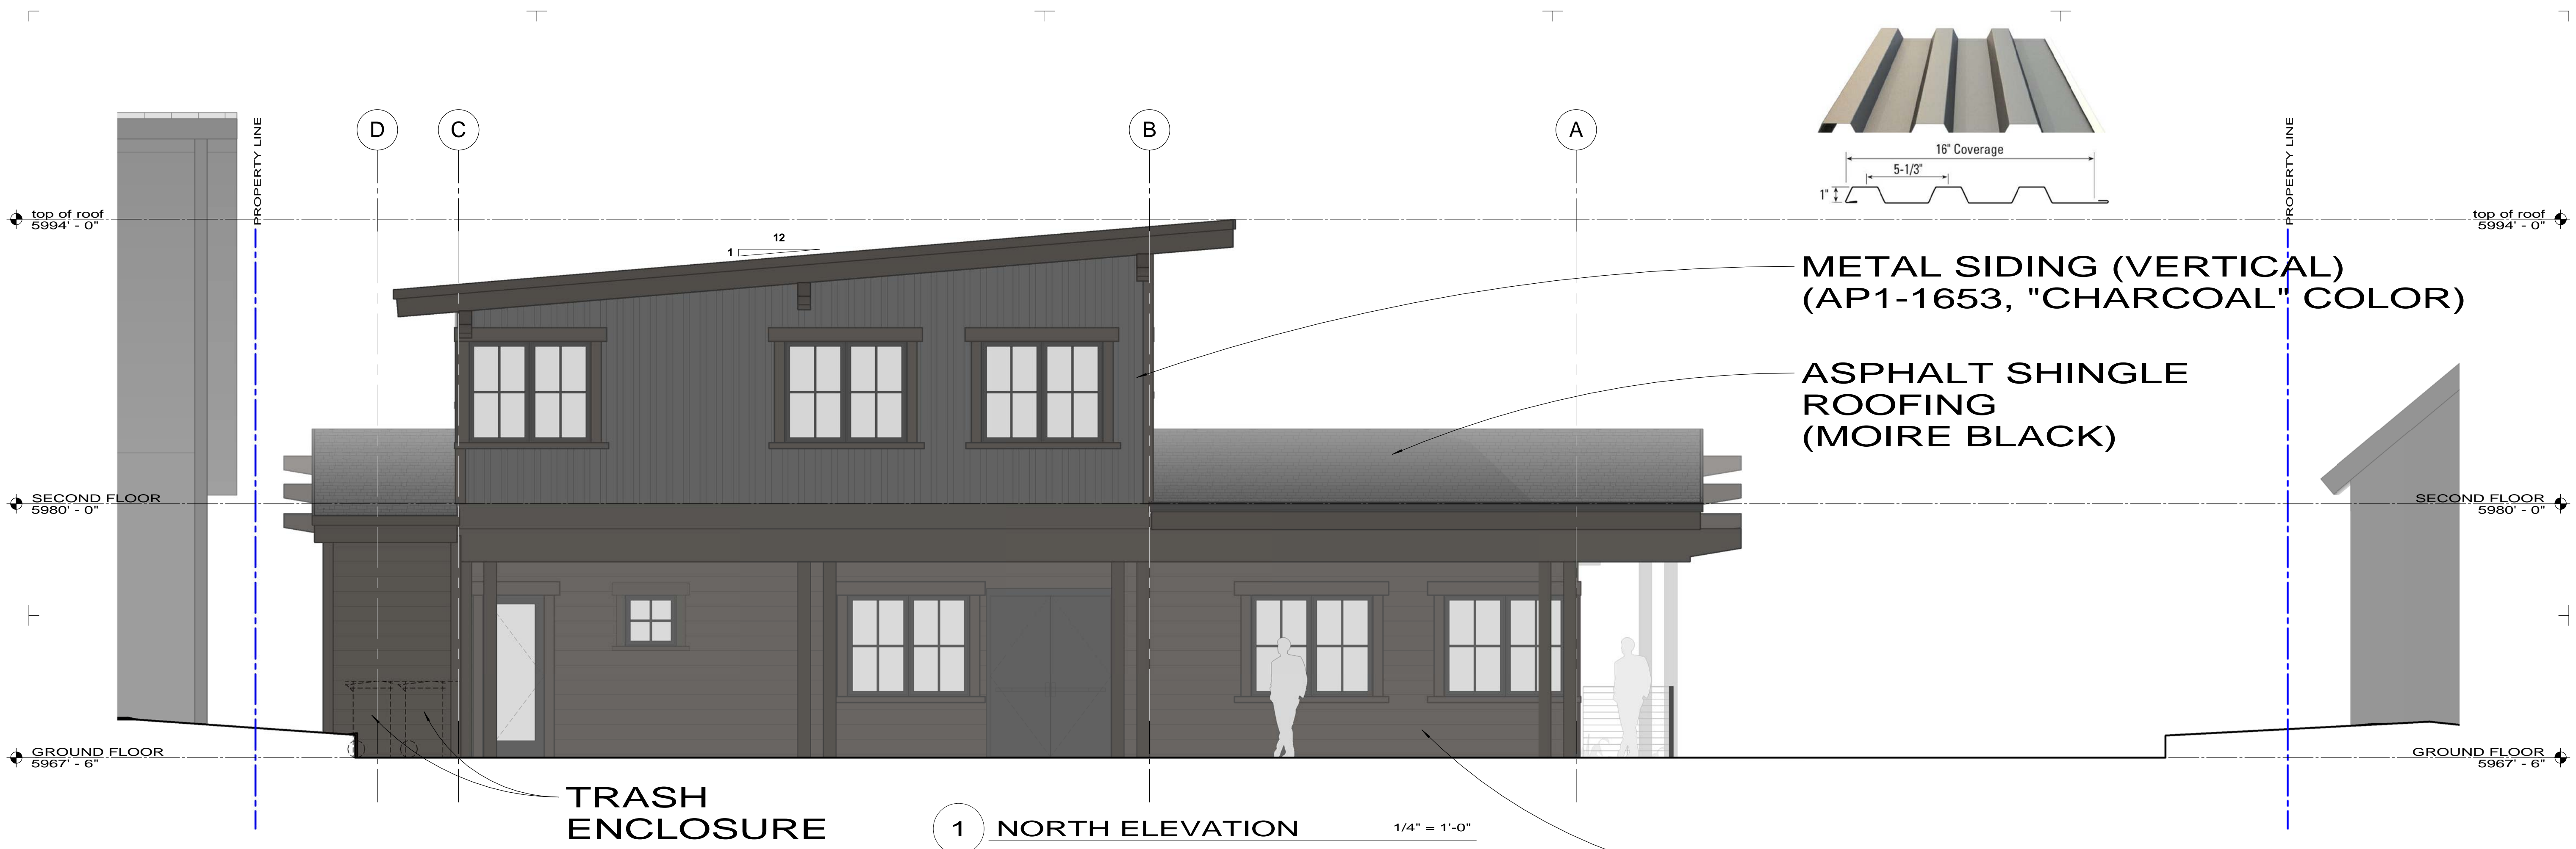 16" Coverage
5-1/3"
1"
D
C
B
A
PROPERTY LINE
PROPERTY LINE
top of roof
5994' - 0"
top of roof
5994' - 0"
12
1
METAL SIDING (VERTICAL)
(AP1-1653, "CHARCOAL" COLOR)
ASPHALT SHINGLE
ROOFING
(MOIRE BLACK)
SECOND FLOOR
5980' - 0"
SECOND FLOOR
5980' - 0"
GROUND FLOOR
5967' - 6"
GROUND FLOOR
5967' - 6"
TRASH
ENCLOSURE
1 NORTH ELEVATION 1/4" = 1'-0"